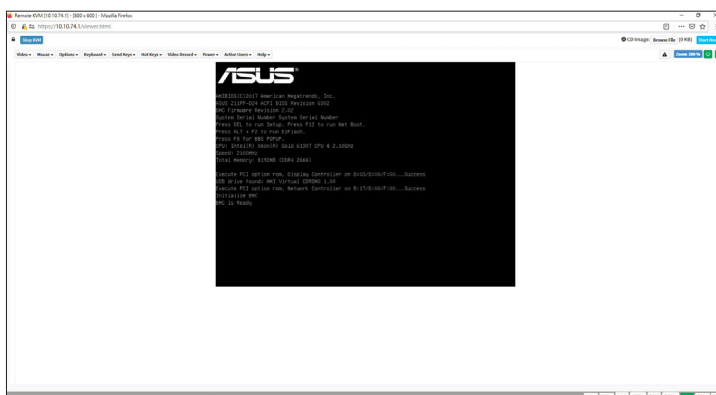 Remote KVM [10.10.74.1] - [800 x 600] - Mozilla Firefox
https://10.10.74.1/viewer.html
Stop KVM
CD Image: Browse File (0 KB) Start Me
Video Mouse Options Keyboard Send Keys Hot Keys Video Record Power Active Users Help
Zoom 100 %
ASUS
AMIBIOS(C)2017 American Megatrends, Inc.
ASUS Z11PP-D24 ACPI BIOS Revision 6202
BMC Firmware Revision 2.02
System Serial Number System Serial Number
Press DEL to run Setup. Press F12 to run Net Boot.
Press ALT + F2 to run EzFlash.
Press F8 for BBS POPUP.
CPU: Intel(R) Xeon(R) Gold 6130T CPU @ 2.10GHz
Speed: 2100MHz
Total Memory: 8192MB (DDR4 2666)
Execute PCI option rom, Display Controller on B:03/D:00/F:00...Success
USB drive found: AMI Virtual CDROM0 1.00
Execute PCI option rom, Network Controller on B:17/D:00/F:00...Success
Initialize BMC
BMC is Ready